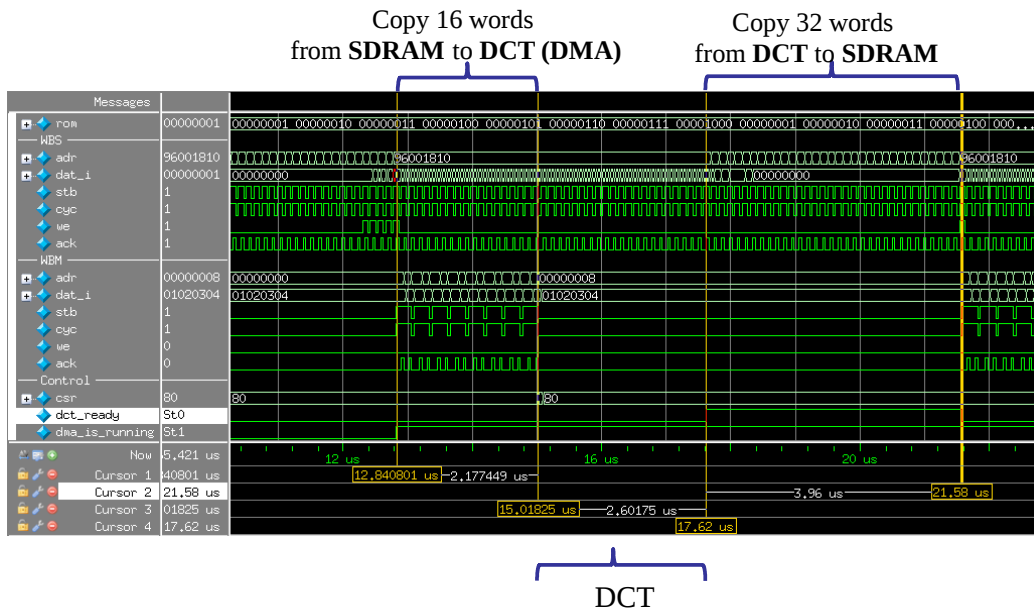 Copy 16 words
from SDRAM to DCT (DMA)
Copy 32 words
from DCT to SDRAM
Messages
rom 00000001 00000001 00000010 00000011 00000100 00000101 00000110 00000111 00001000 00000001 00000010 00000011 00000100 000...
WBS
adr 96001810 96001810 96001810
dat_i 00000001 00000000 00000000
stb 1
cyc 1
we 1
ack 1
WBM
adr 00000008 00000000 00000008
dat_i 01020304 01020304 01020304
stb 1
cyc 1
we 0
ack 0
Control
csr 80 80 80
dct_ready St0
dma_is_running St1
Now 5.421 us 12 us 16 us 20 us
Cursor 1 40801 us 12.840801 us 2.177449 us
Cursor 2 21.58 us 3.96 us 21.58 us
Cursor 3 01825 us 15.01825 us 2.60175 us
Cursor 4 17.62 us 17.62 us
DCT